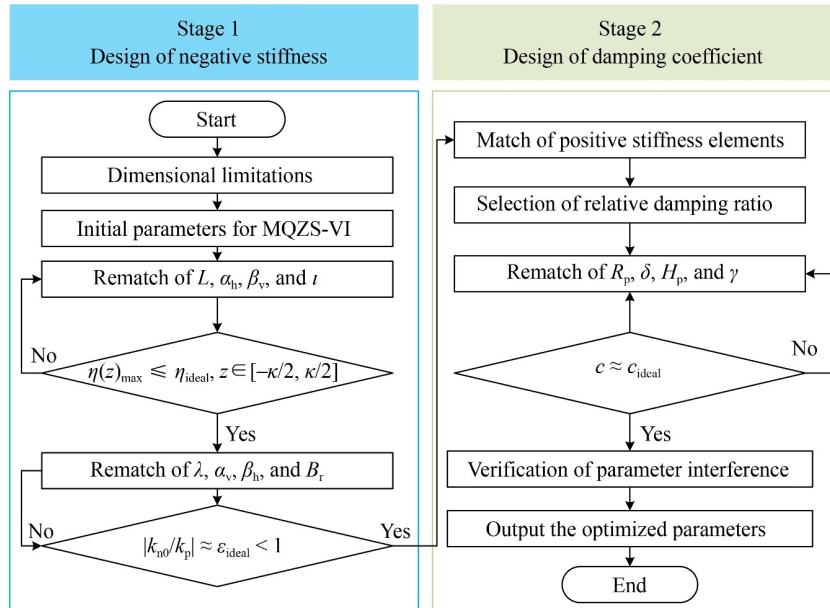 Stage 1
Design of negative stiffness
Start
Dimensional limitations
Initial parameters for MQZS-VI
Rematch of L, αh, βv, and ι
No
η(z)max ≤ ηideal, z∈[−κ/2, κ/2]
Yes
Rematch of λ, αv, βh, and Br
No
|kn0/kp| ≈ εideal < 1
Yes
Stage 2
Design of damping coefficient
Match of positive stiffness elements
Selection of relative damping ratio
Rematch of Rp, δ, Hp, and γ
No
c ≈ cideal
Yes
Verification of parameter interference
Output the optimized parameters
End